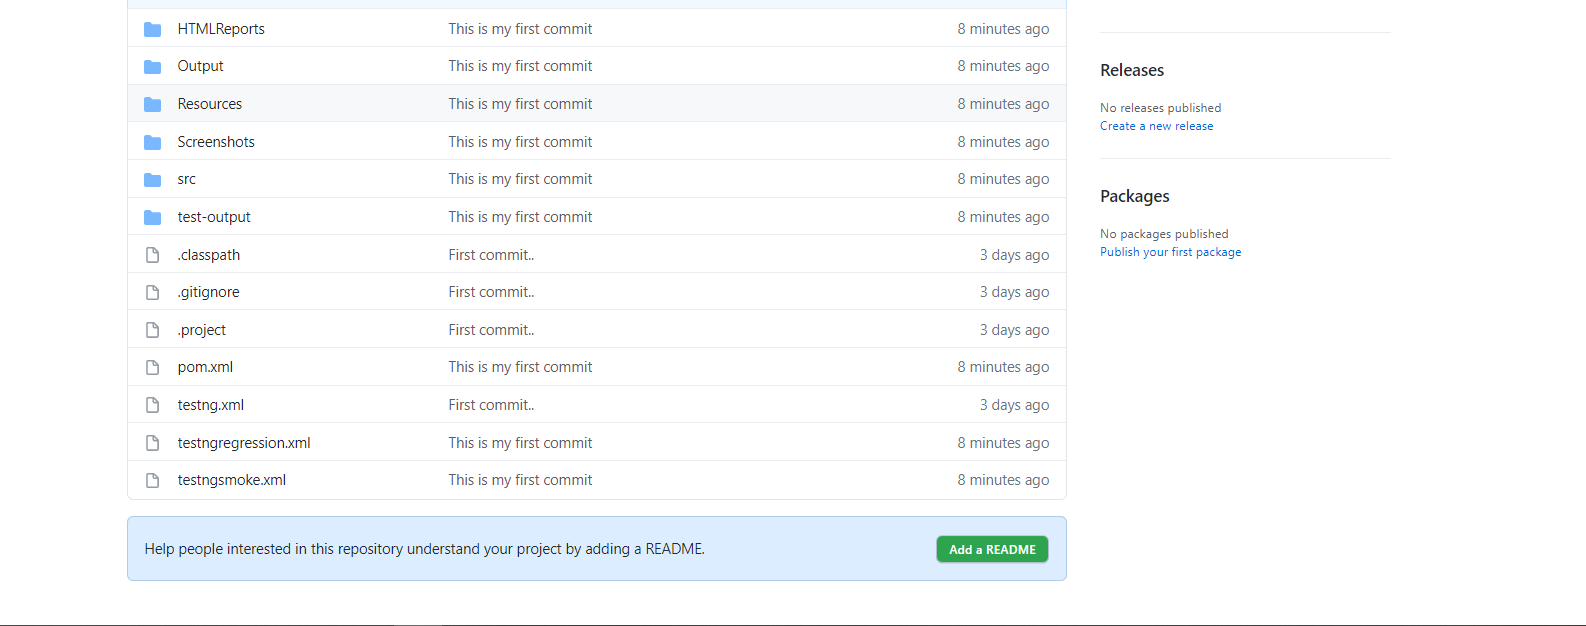 HTMLReports This is my first commit 8 minutes ago
Output This is my first commit 8 minutes ago
Resources This is my first commit 8 minutes ago
Screenshots This is my first commit 8 minutes ago
src This is my first commit 8 minutes ago
test-output This is my first commit 8 minutes ago
.classpath First commit.. 3 days ago
.gitignore First commit.. 3 days ago
.project First commit.. 3 days ago
pom.xml This is my first commit 8 minutes ago
testng.xml First commit.. 3 days ago
testngregression.xml This is my first commit 8 minutes ago
testngsmoke.xml This is my first commit 8 minutes ago
Help people interested in this repository understand your project by adding a README. Add a README
Releases
No releases published
Create a new release
Packages
No packages published
Publish your first package